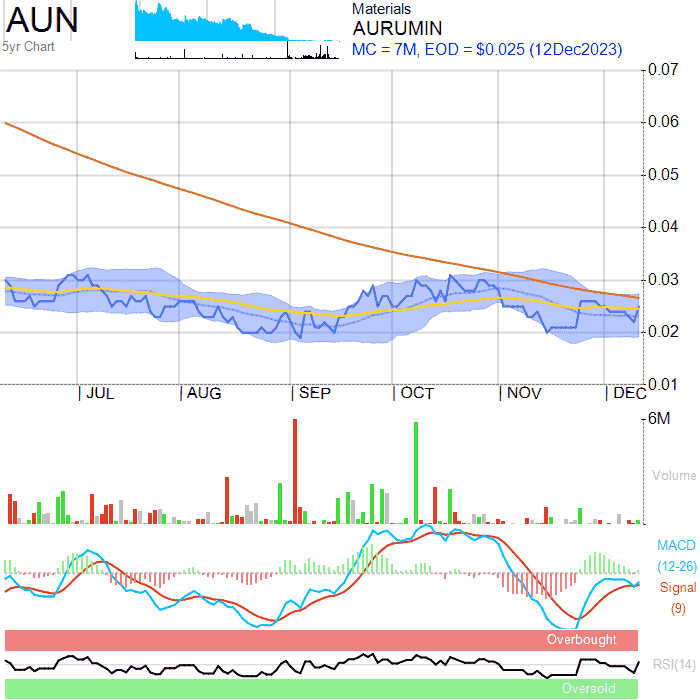 AUN
5yr Chart
Materials
AURUMIN
MC = 7M, EOD = $0.025 (12Dec2023)
0.07
0.06
0.05
0.04
0.03
0.02
0.01
JUL AUG SEP OCT NOV DEC
6M
Volume
MACD
(12-26)
Signal
(9)
Overbought
RSI(14)
Oversold